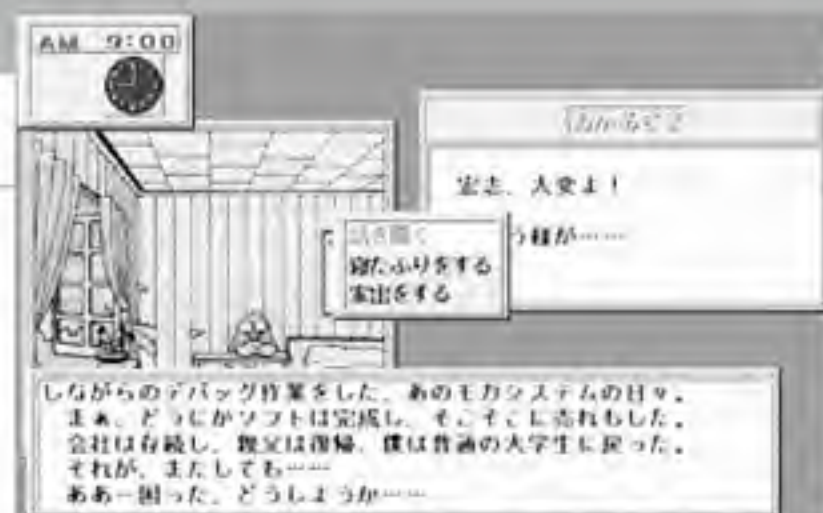 AM 9:00
宏志、大変よ!
う様が……
話を聞く
寝たふりをする
家出をする
しながらのデバッグ作業をした、あのモカシステムの日々。
まぁ、どうにかソフトは完成し、そこそこに売れもした。
会社は存続し、親父は復帰、僕は普通の大学生に戻った。
それが、またしても……
ああー困った、どうしようか……